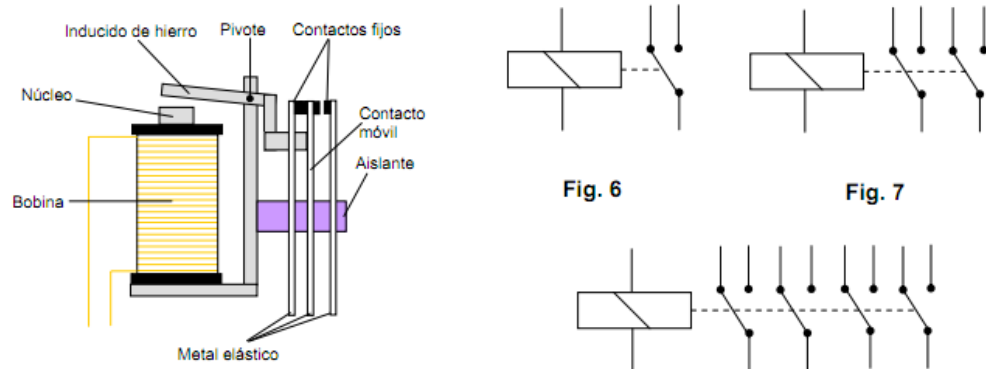 Inducido de hierro
Pivote
Contactos fijos
Núcleo
Contacto
móvil
Aislante
Bobina
Metal elástico
Fig. 6
Fig. 7